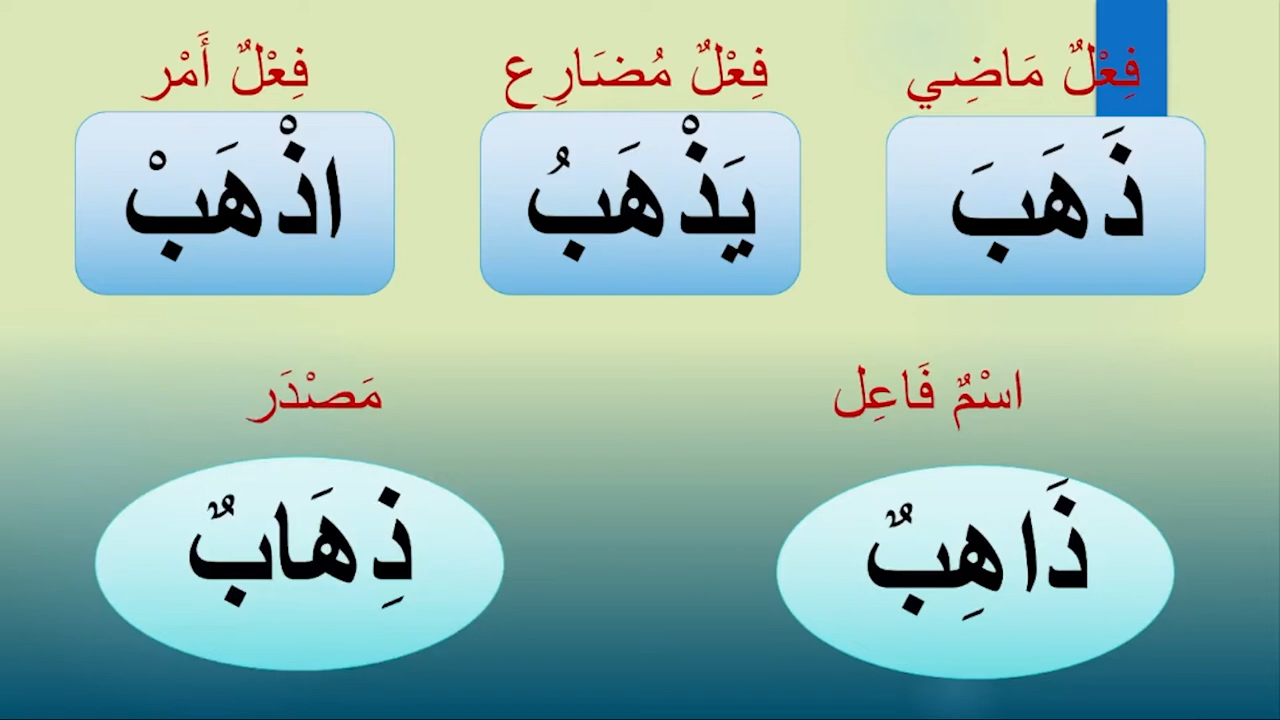 فِعْلٌ مَاضِي فِعْلٌ مُضَارِع فِعْلٌ أَمْر
ذَهَبَ يَذْهَبُ اذْهَبْ
اسْمٌ فَاعِل مَصْدَر
ذَاهِبٌ ذِهَابٌ